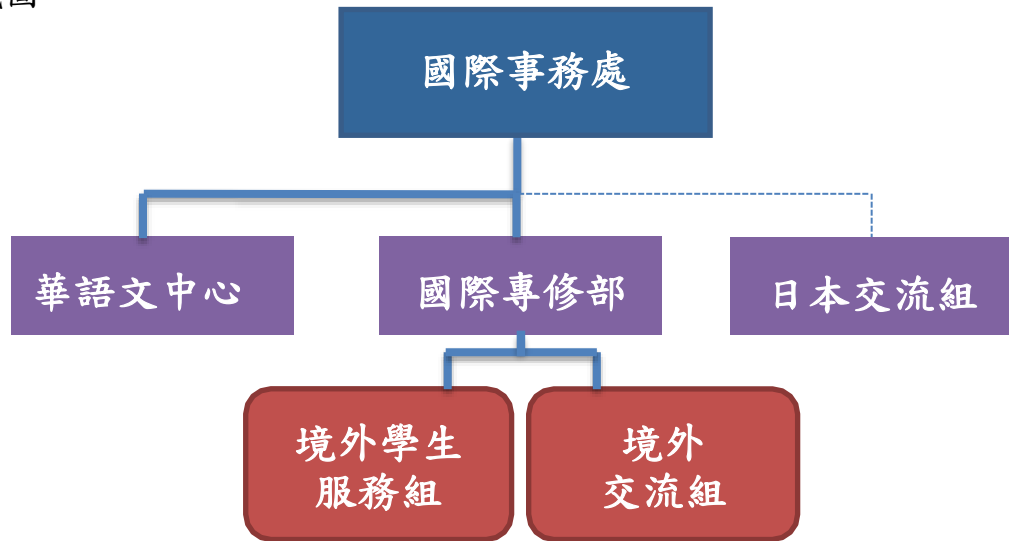 圖
國際事務處
華語文中心
國際專修部
日本交流組
境外學生
服務組
境外
交流組